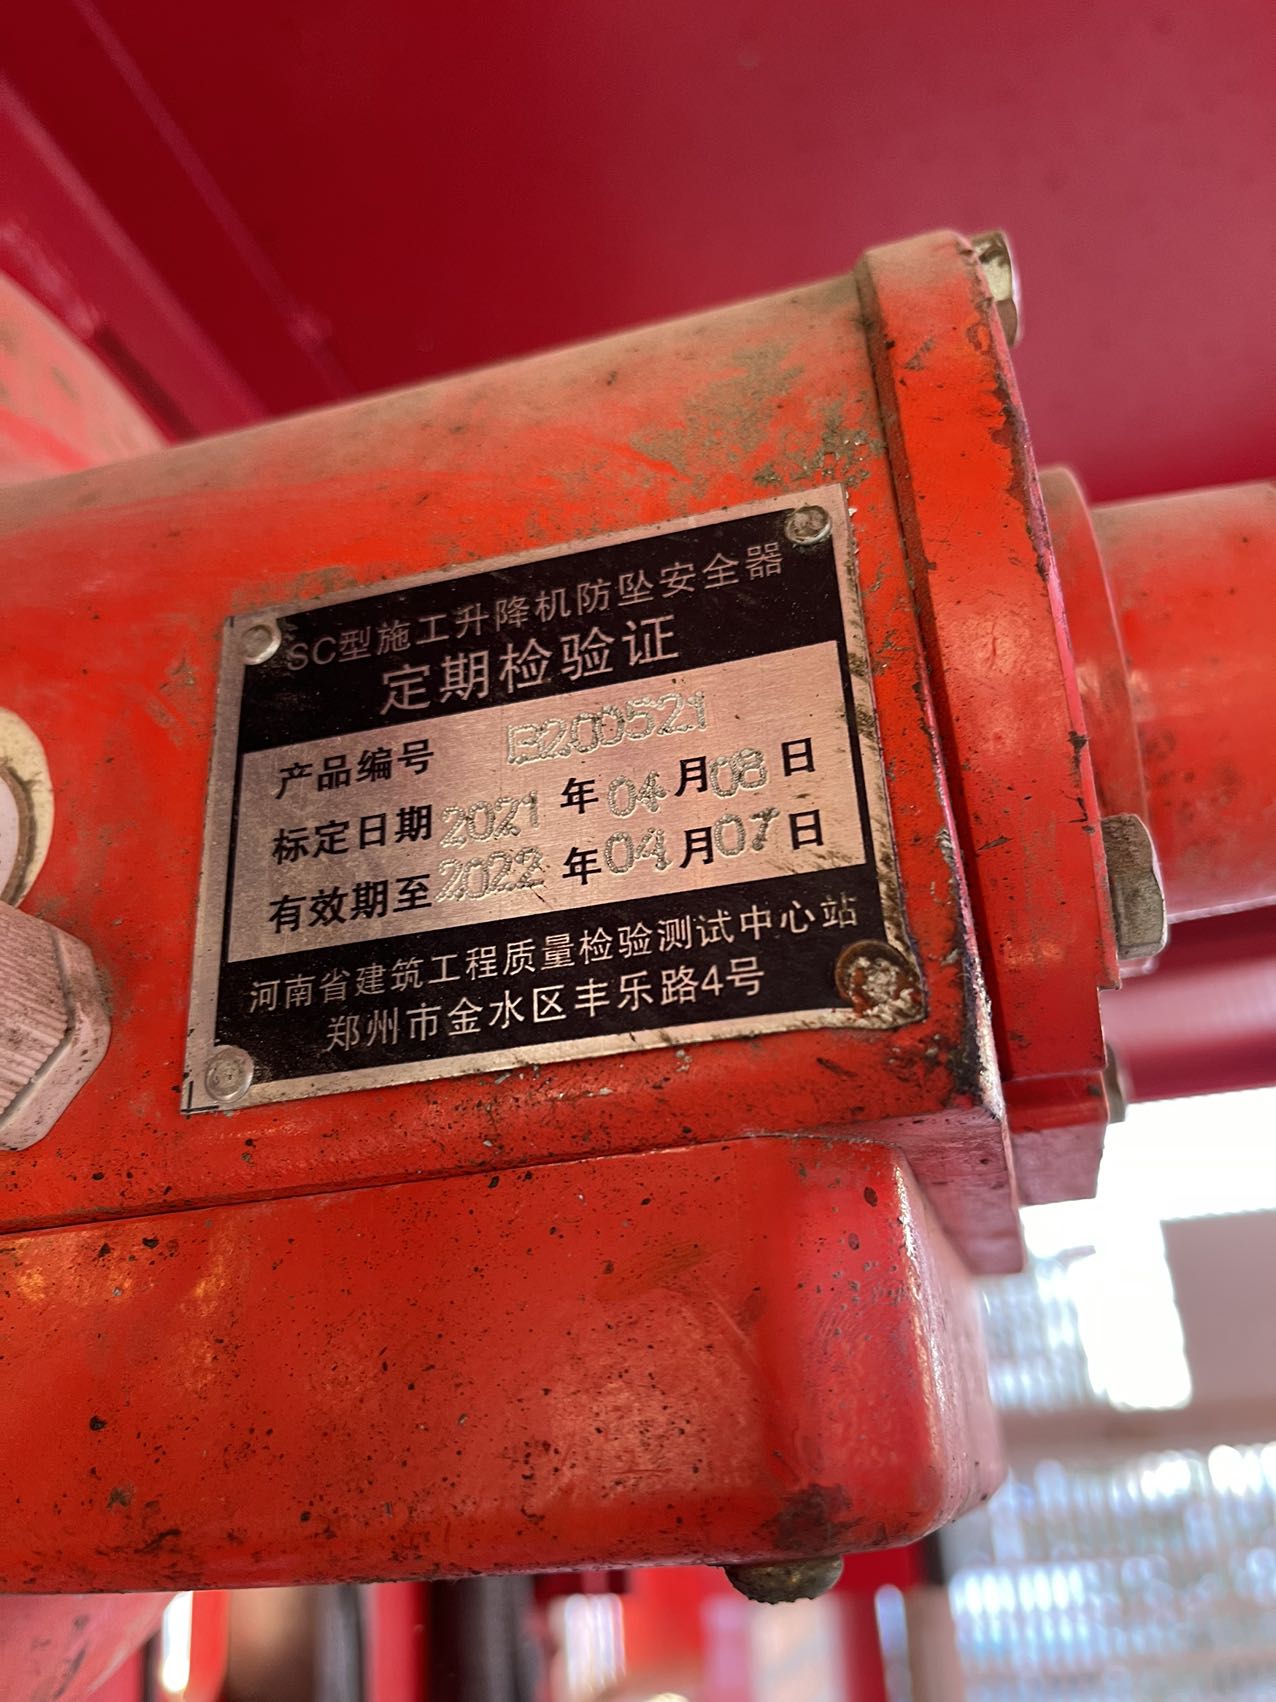 SC型施工升降机防坠安全器
定期检验证
产品编号 B200521
标定日期 2021 年 04 月 08 日
有效期至 2022 年 04 月 07 日
河南省建筑工程质量检验测试中心站
郑州市金水区丰乐路4号